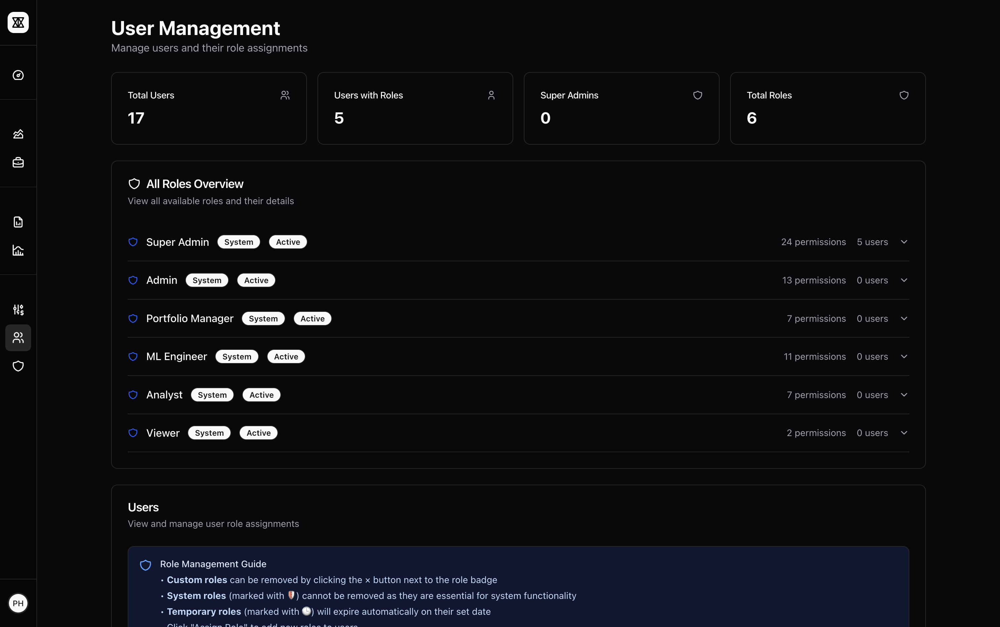 User Management
Manage users and their role assignments
Total Users
17
Users with Roles
5
Super Admins
0
Total Roles
6
All Roles Overview
View all available roles and their details
Super Admin System Active 24 permissions 5 users
Admin System Active 13 permissions 0 users
Portfolio Manager System Active 7 permissions 0 users
ML Engineer System Active 11 permissions 0 users
Analyst System Active 7 permissions 0 users
Viewer System Active 2 permissions 0 users
Users
View and manage user role assignments
Role Management Guide
• Custom roles can be removed by clicking the × button next to the role badge
• System roles (marked with 🛡️) cannot be removed as they are essential for system functionality
• Temporary roles (marked with 🕒) will expire automatically on their set date
Click "Assign Role" to add new roles to users
PH